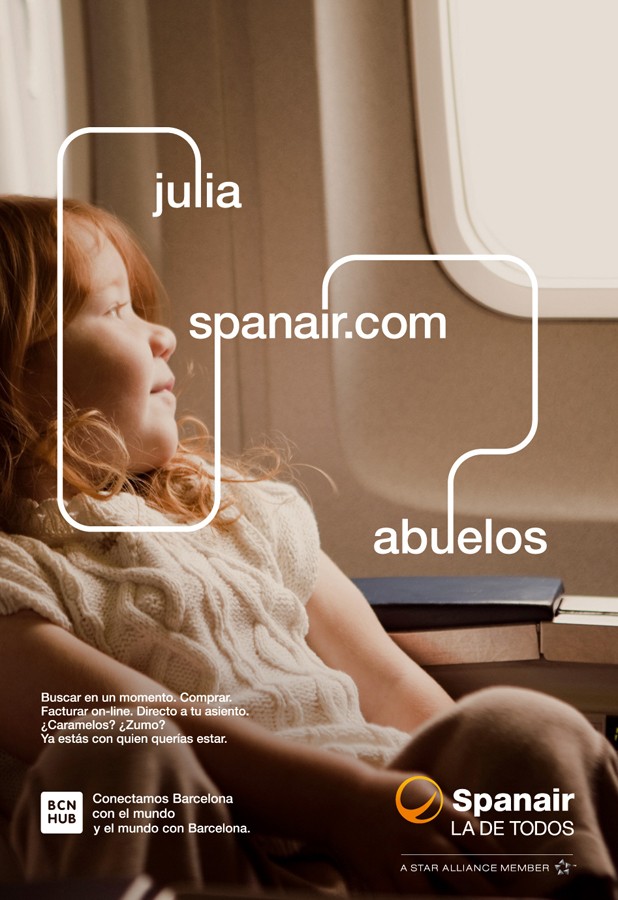 julia
spanair.com
abuelos
Buscar en un momento. Comprar.
Facturar on-line. Directo a tu asiento.
¿Caramelos? ¿Zumo?
Ya estás con quien querías estar.
BCN
HUB
Conectamos Barcelona
con el mundo
y el mundo con Barcelona.
Spanair
LA DE TODOS
A STAR ALLIANCE MEMBER